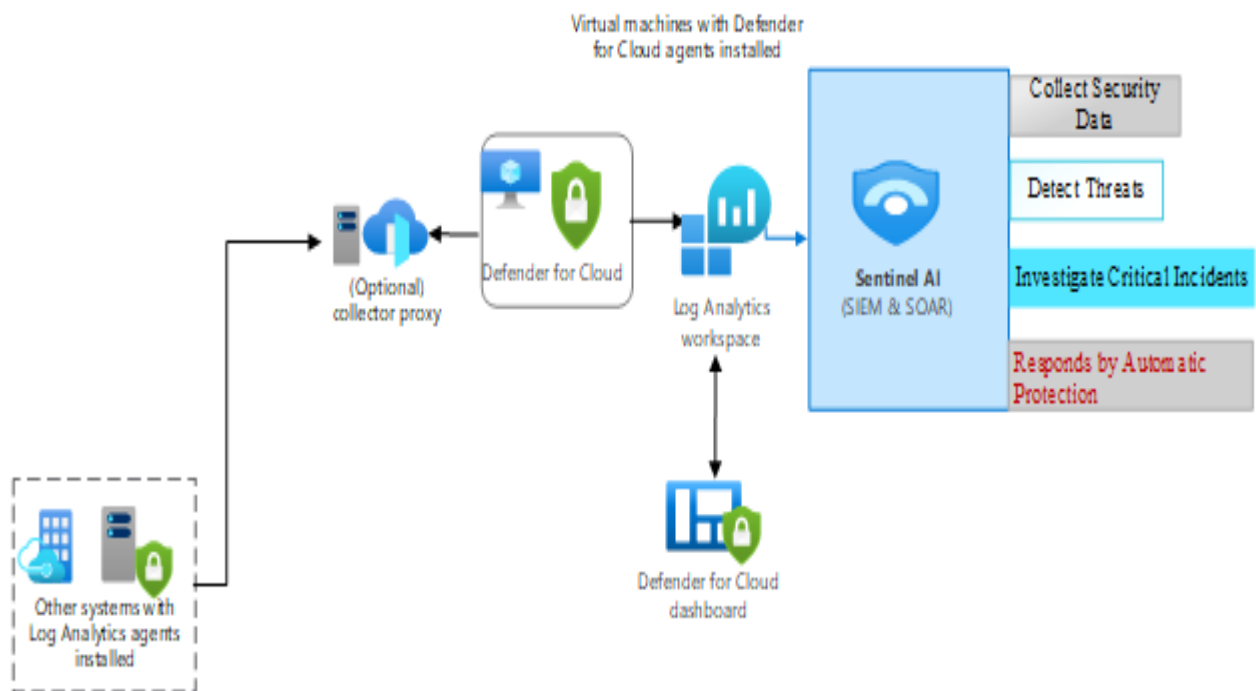 Virtual machines with Defender
for Cloud agents installed
Collect Security
Data
Detect Threats
Investigate Critical Incidents
Responds by Automatic
Protection
Sentinel AI
(SIEM & SOAR)
Defender for Cloud
(Optional)
collector proxy
Log Analytics
workspace
Defender for Cloud
dashboard
Other systems with
Log Analytics agents
installed